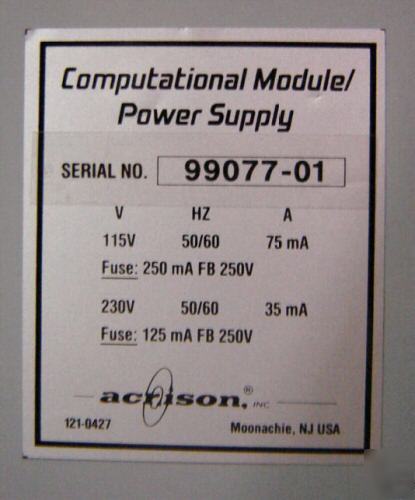 Computational Module/
Power Supply
SERIAL NO. 99077-01
V HZ A
115V 50/60 75 mA
Fuse: 250 mA FB 250V
230V 50/60 35 mA
Fuse: 125 mA FB 250V
acrison,® INC
121-0427 Moonachie, NJ USA